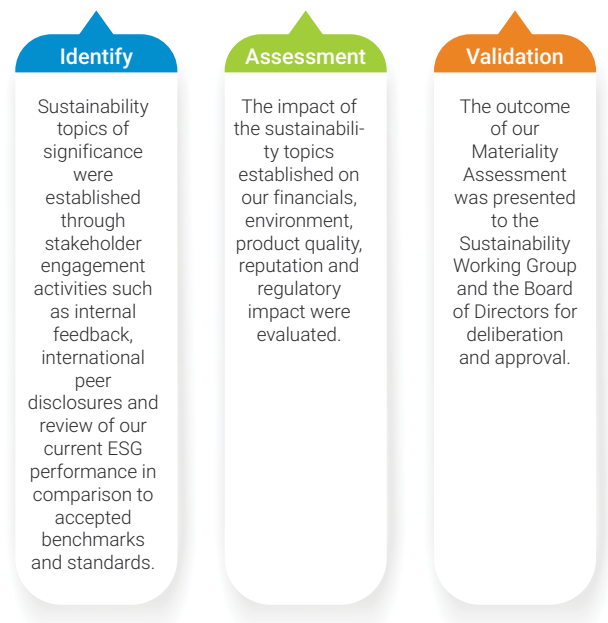 Identify
Sustainability
topics of
significance
were
established
through
stakeholder
engagement
activities such
as internal
feedback,
international
peer
disclosures and
review of our
current ESG
performance in
comparison to
accepted
benchmarks
and standards.
Assessment
The impact of
the sustainabili-
ty topics
established on
our financials,
environment,
product quality,
reputation and
regulatory
impact were
evaluated.
Validation
The outcome
of our
Materiality
Assessment
was presented
to the
Sustainability
Working Group
and the Board
of Directors for
deliberation
and approval.